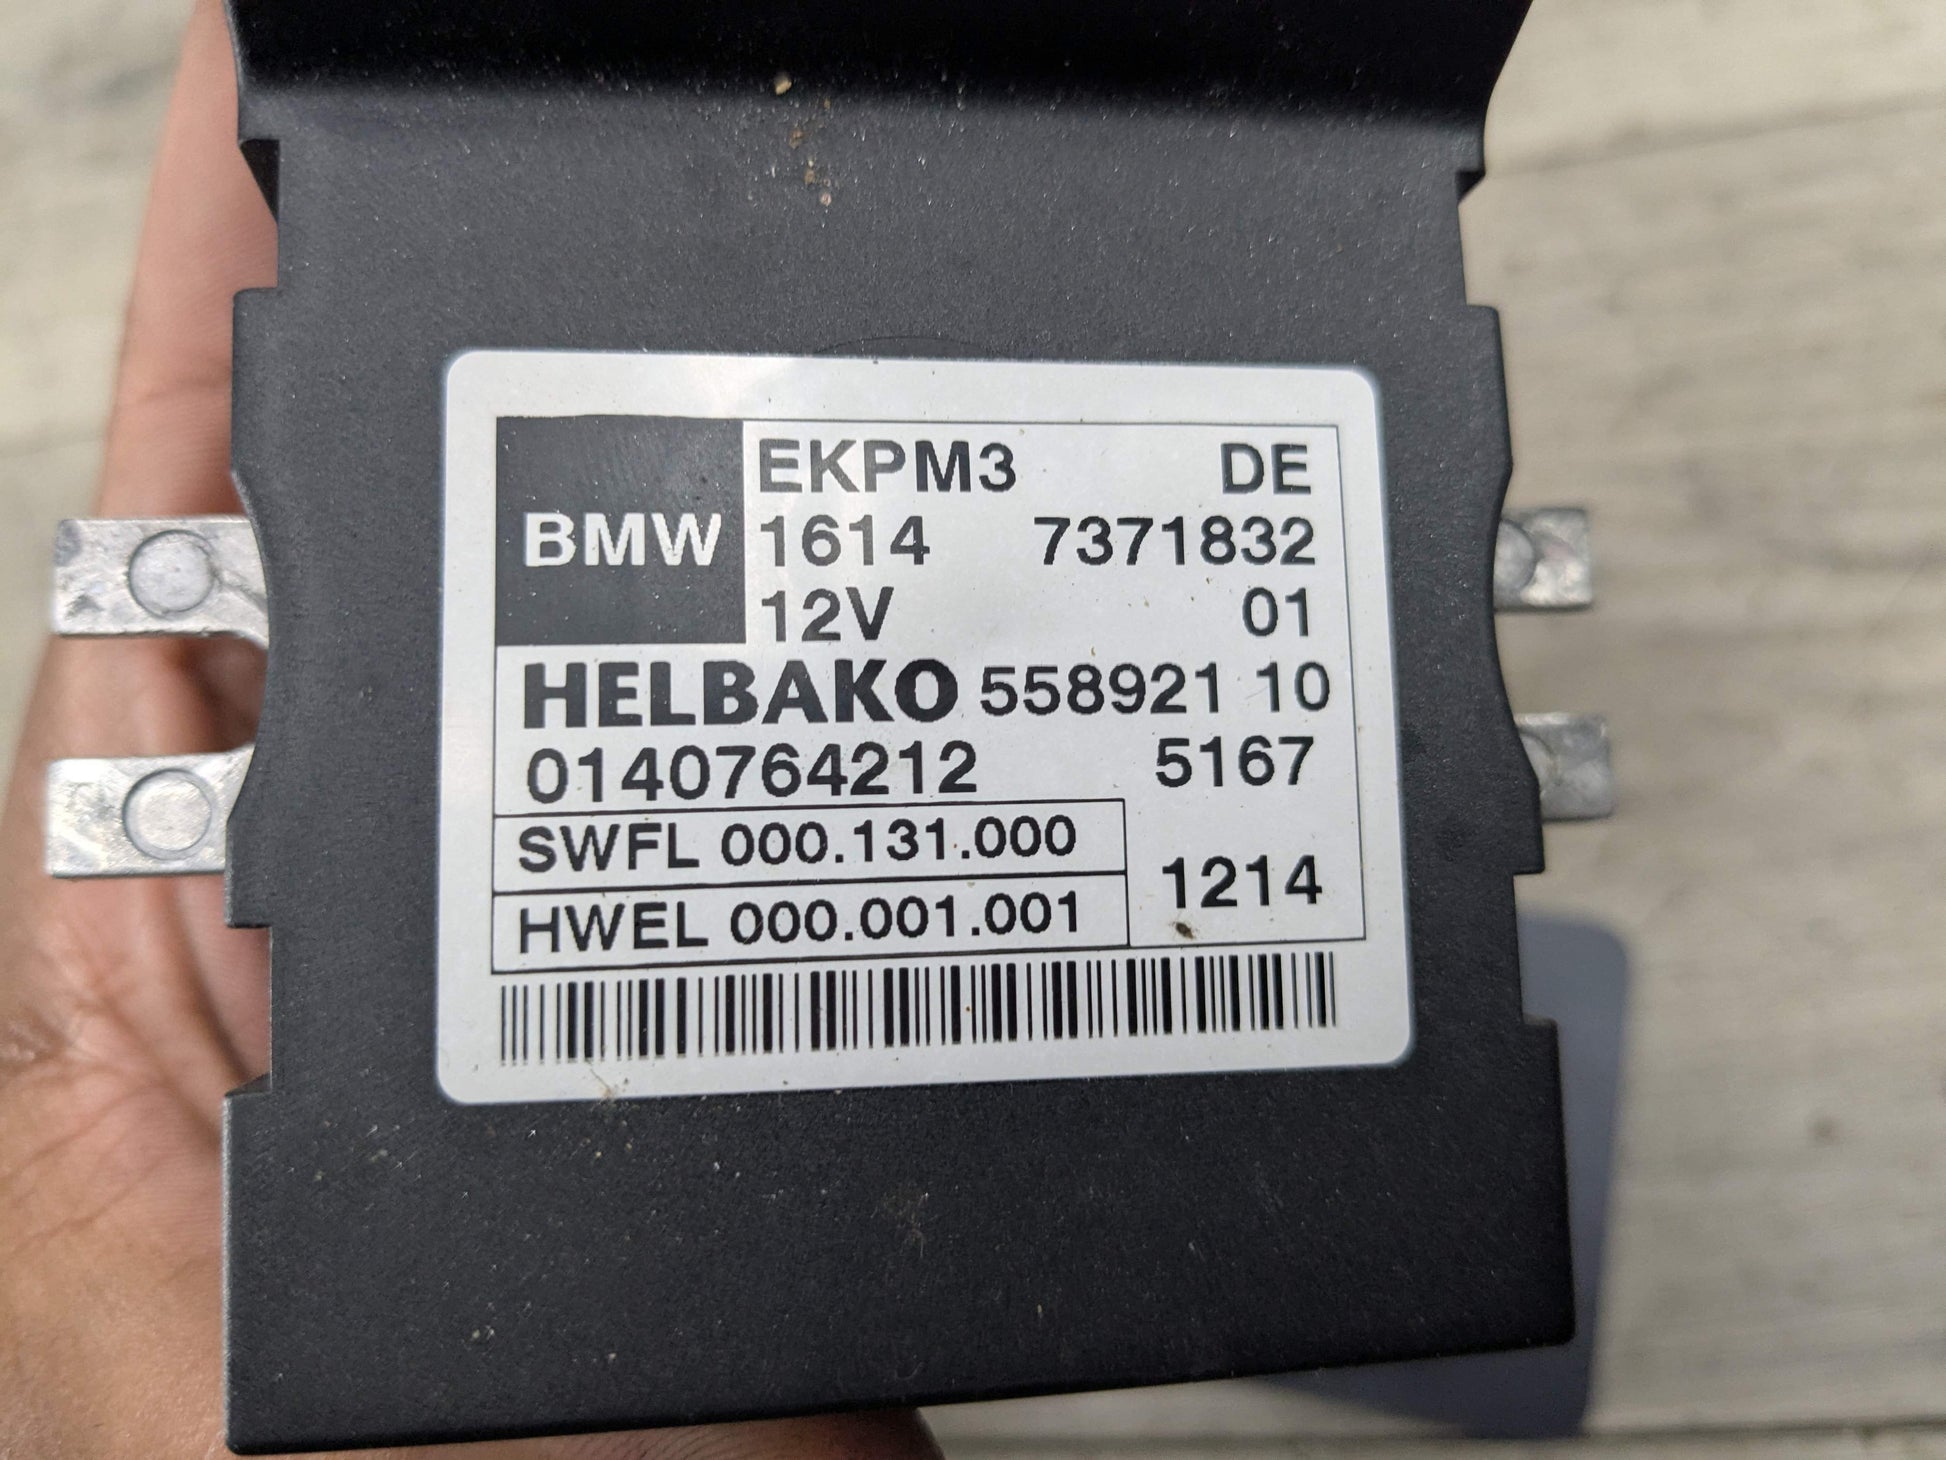 EKPM3 DE
BMW 1614 7371832
12V 01
HELBAKO 558921 10
0140764212 5167
SWFL 000.131.000
1214
HWEL 000.001.001